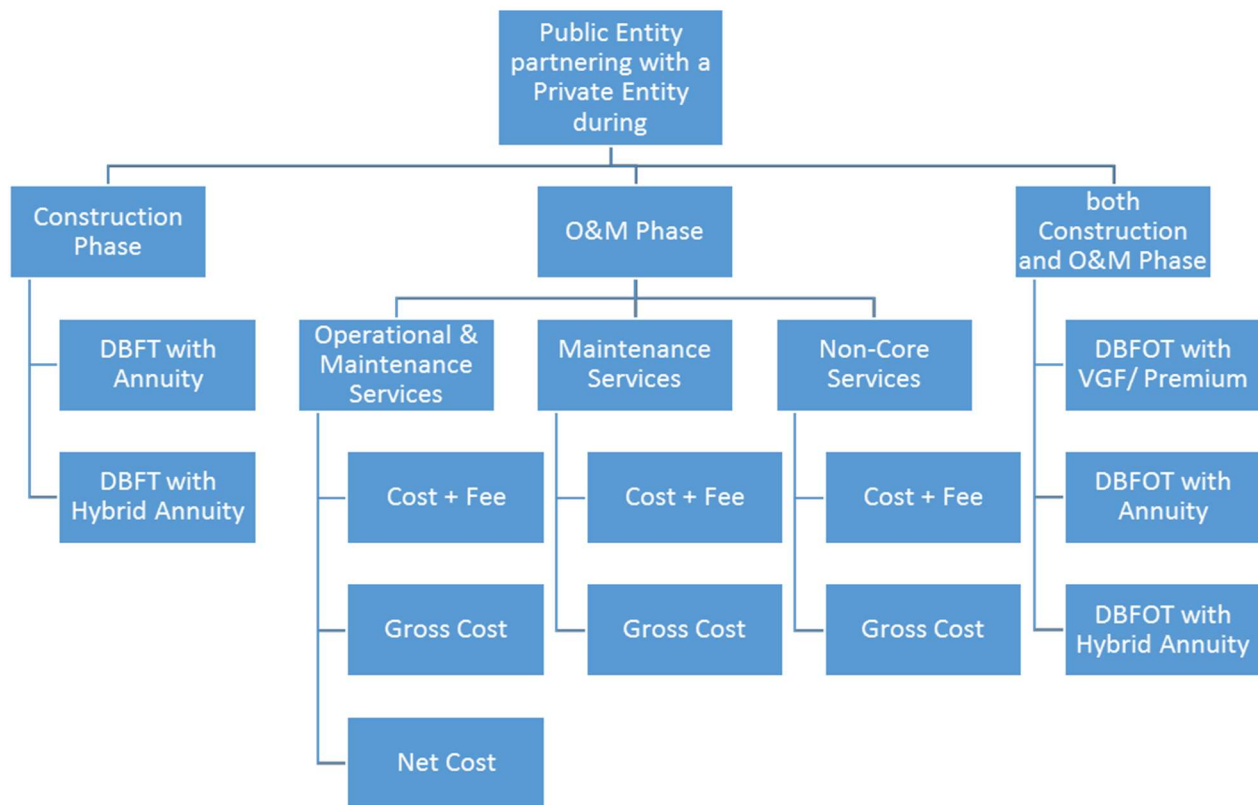 Public Entity
partnering with a
Private Entity
during
Construction
Phase
O&M Phase
both
Construction
and O&M Phase
DBFT with
Annuity
DBFT with
Hybrid Annuity
Operational &
Maintenance
Services
Cost + Fee
Gross Cost
Net Cost
Maintenance
Services
Cost + Fee
Gross Cost
Non-Core
Services
Cost + Fee
Gross Cost
DBFOT with
VGF/ Premium
DBFOT with
Annuity
DBFOT with
Hybrid Annuity